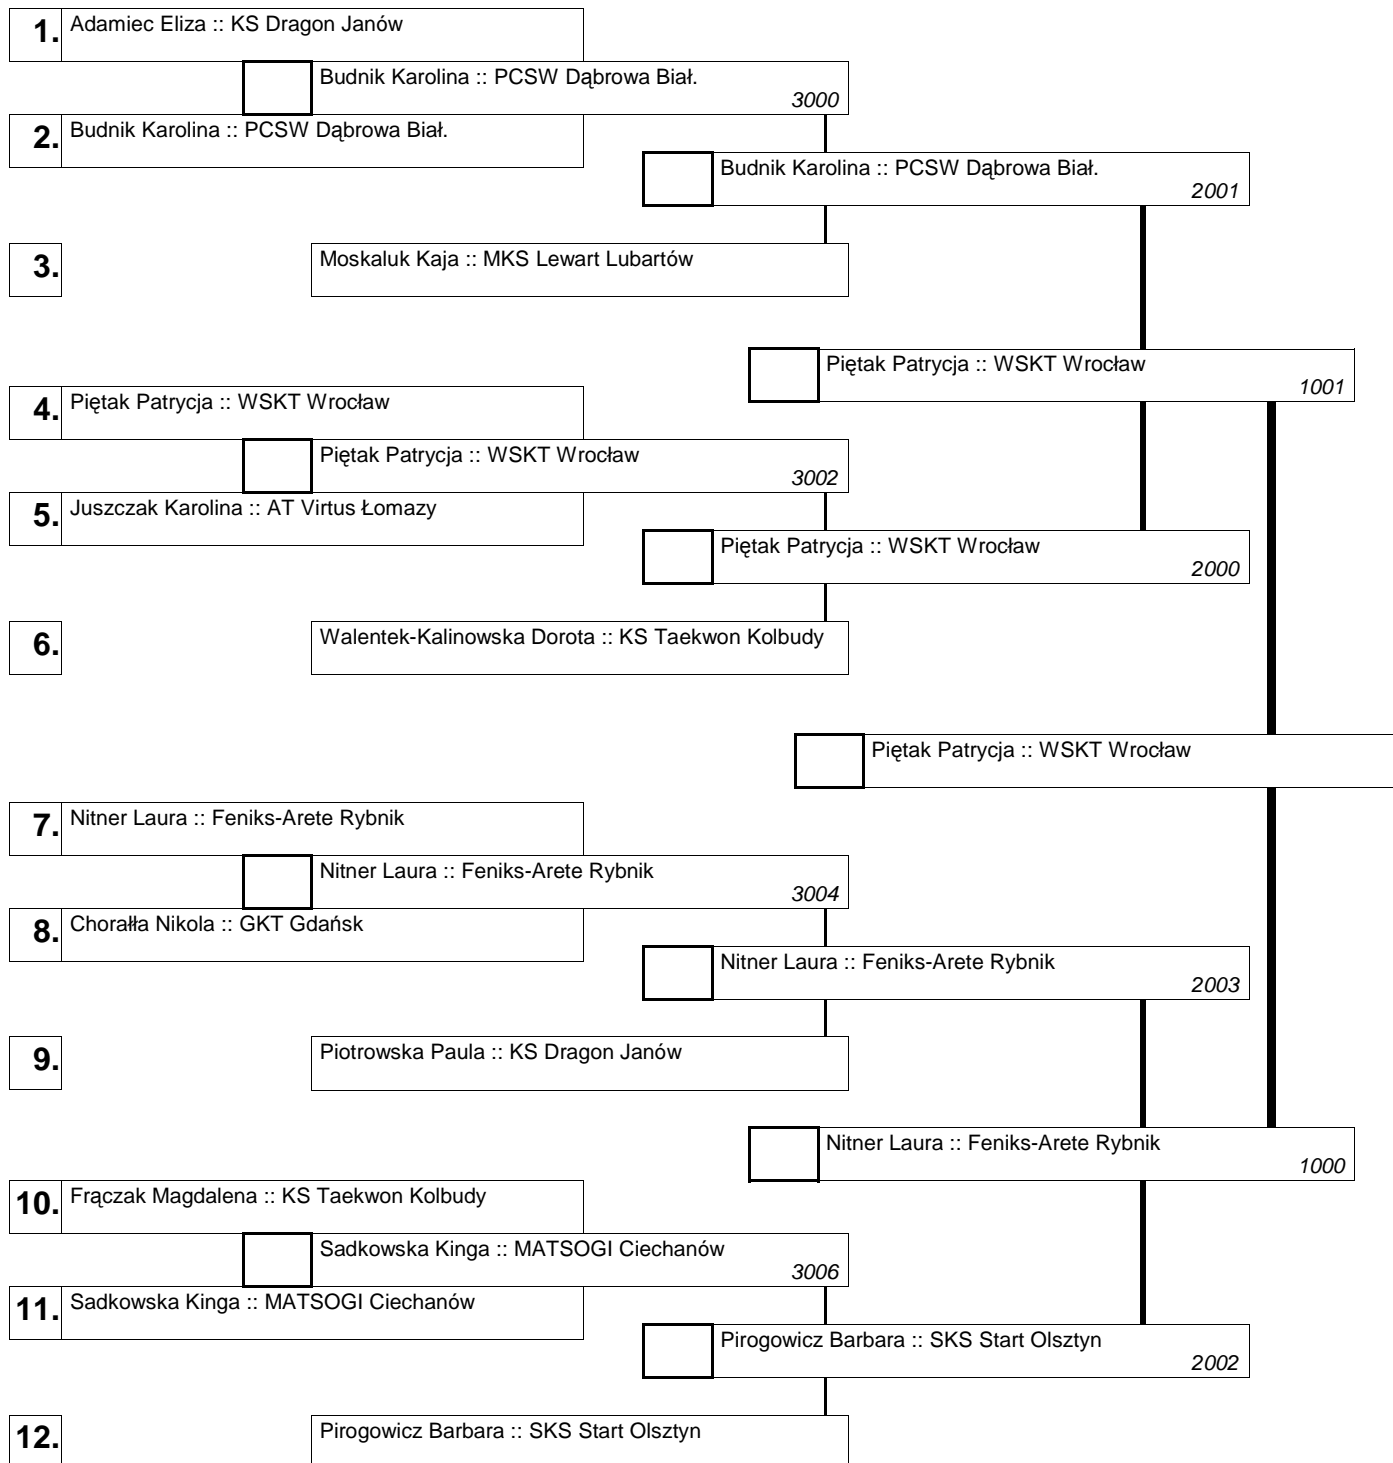 1. Adamiec Eliza :: KS Dragon Janów
Budnik Karolina :: PCSW Dąbrowa Biał.
3000
2. Budnik Karolina :: PCSW Dąbrowa Biał.
Budnik Karolina :: PCSW Dąbrowa Biał.
2001
3. Moskaluk Kaja :: MKS Lewart Lubartów
Piętak Patrycja :: WSKT Wrocław
1001
4. Piętak Patrycja :: WSKT Wrocław
Piętak Patrycja :: WSKT Wrocław
3002
5. Juszczak Karolina :: AT Virtus Łomazy
Piętak Patrycja :: WSKT Wrocław
2000
6. Walentek-Kalinowska Dorota :: KS Taekwon Kolbudy
Piętak Patrycja :: WSKT Wrocław
7. Nitner Laura :: Feniks-Arete Rybnik
Nitner Laura :: Feniks-Arete Rybnik
3004
8. Chorałła Nikola :: GKT Gdańsk
Nitner Laura :: Feniks-Arete Rybnik
2003
9. Piotrowska Paula :: KS Dragon Janów
Nitner Laura :: Feniks-Arete Rybnik
1000
10. Frączak Magdalena :: KS Taekwon Kolbudy
Sadkowska Kinga :: MATSOGI Ciechanów
3006
11. Sadkowska Kinga :: MATSOGI Ciechanów
Pirogowicz Barbara :: SKS Start Olsztyn
2002
12. Pirogowicz Barbara :: SKS Start Olsztyn